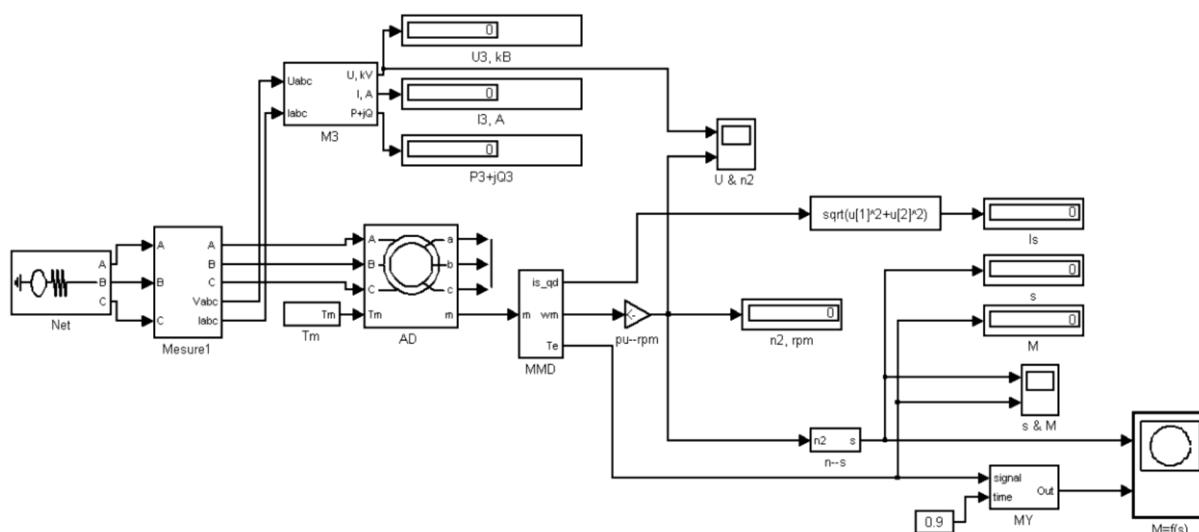 0
U3, kB
Uabc
U, kV
I, A
0
Iabc
P+jQ
I3, A
M3
0
P3+jQ3
U & n2
sqrt(u[1]^2+u[2]^2)
0
Is
A
B
C
Net
A
B
C
A
B
C
Vabc
Iabc
Mesure1
A
B
C
Tm
a
b
c
m
AD
Tm
Tm
m
is_qd
wm
Te
MMD
pu--rpm
0
n2, rpm
0
s
0
M
s & M
n2
s
n--s
signal
time
Out
MY
0.9
M=f(s)